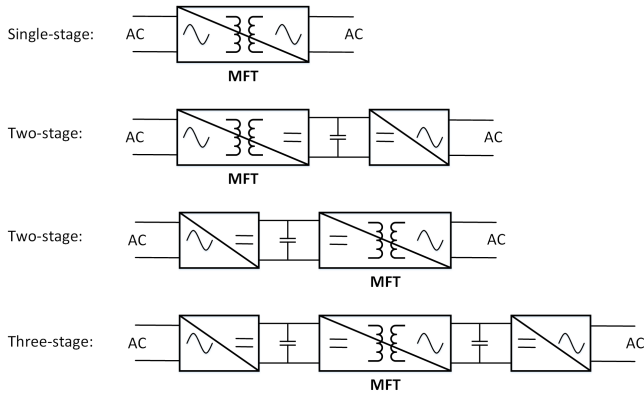 Single-stage: AC AC
MFT
Two-stage: AC AC
MFT
Two-stage: AC AC
MFT
Three-stage: AC AC
MFT